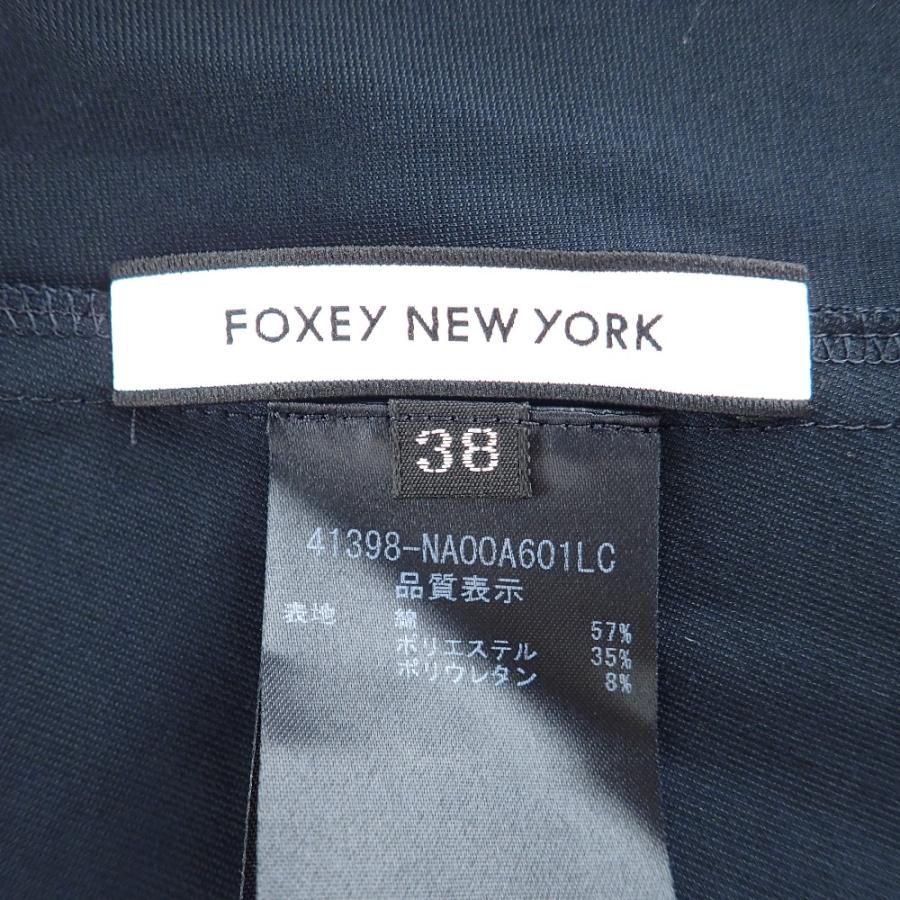 FOXEY NEW YORK
38
41398-NA00A601LC
品質表示
表地 綿 57%
ポリエステル 35%
ポリウレタン 8%